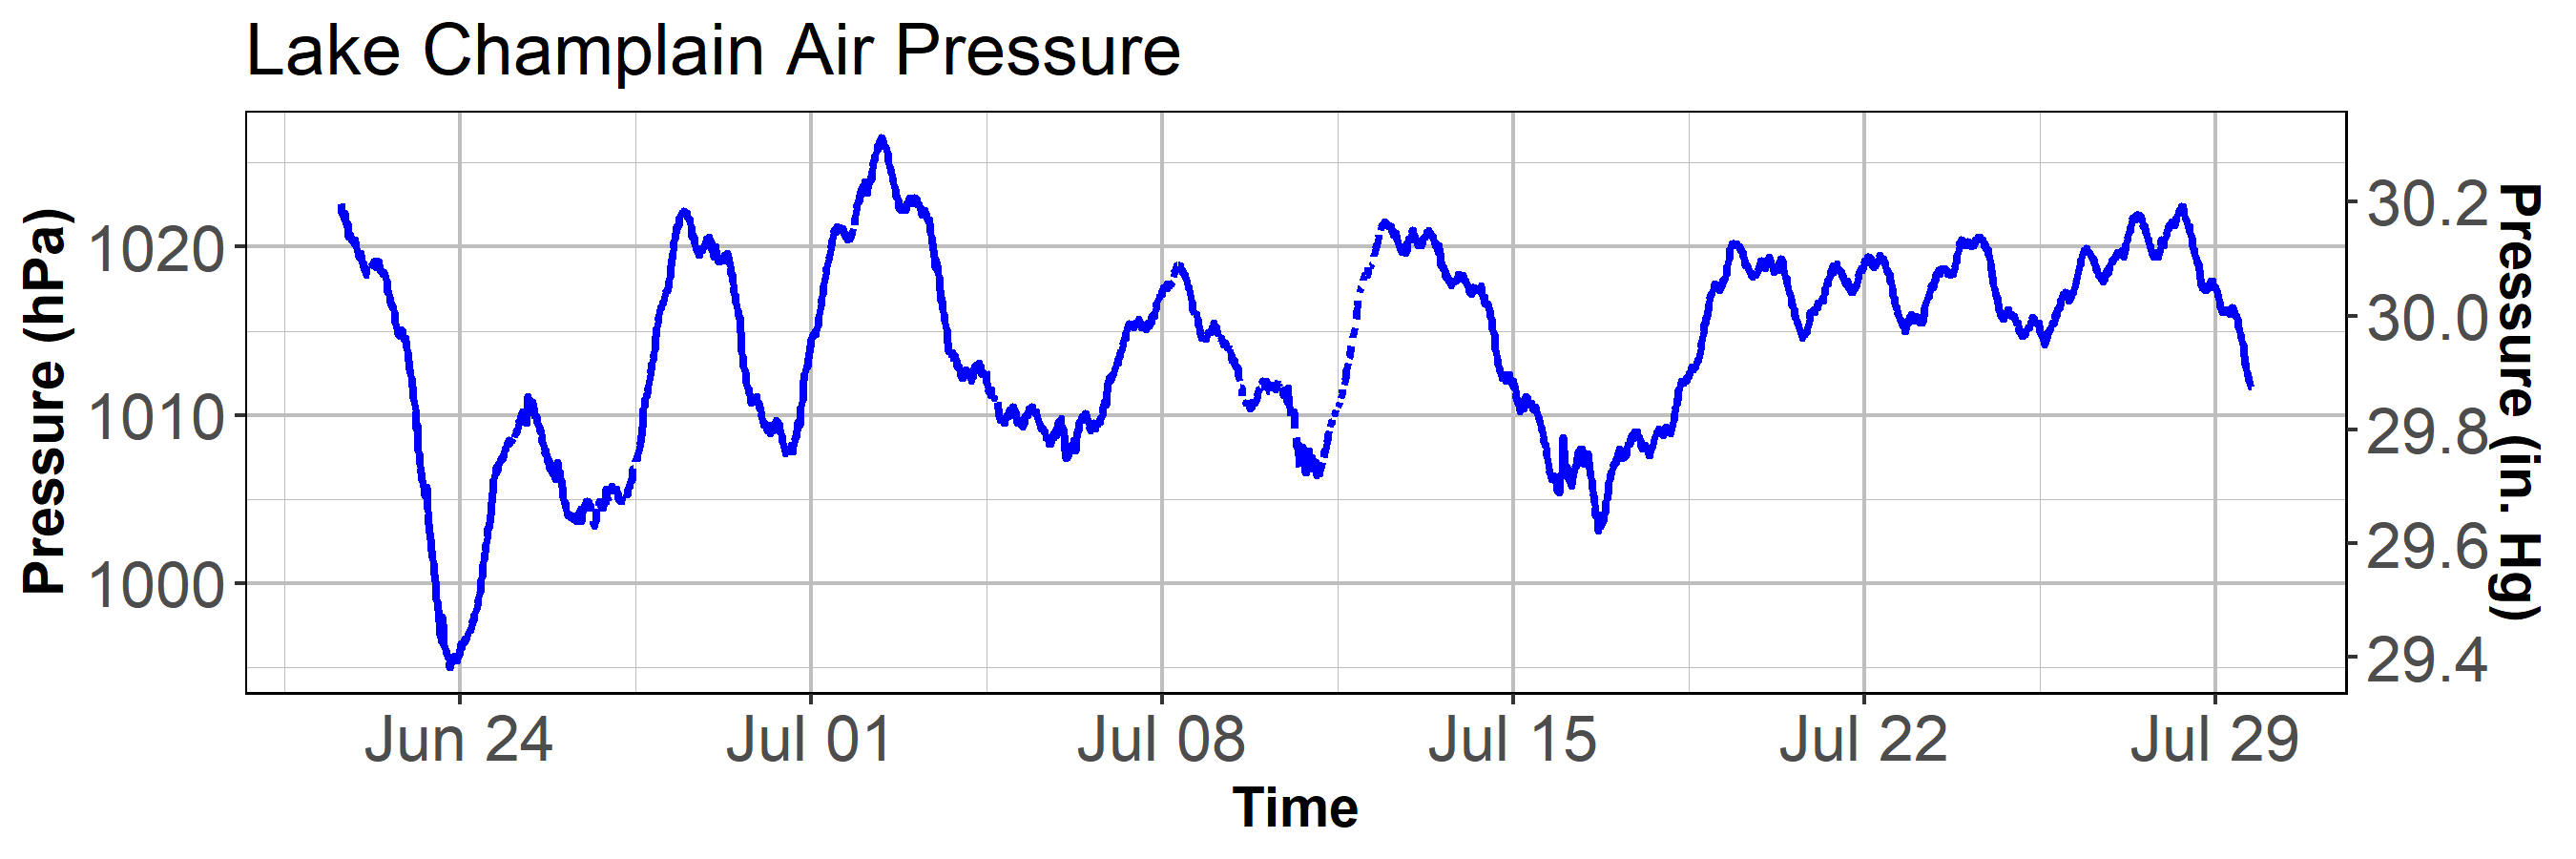 Lake Champlain Air Pressure
Pressure (hPa)
1020
1010
1000
30.2
30.0
29.8
29.6
29.4
Pressure (in. Hg)
Jun 24
Jul 01
Jul 08
Jul 15
Jul 22
Jul 29
Time